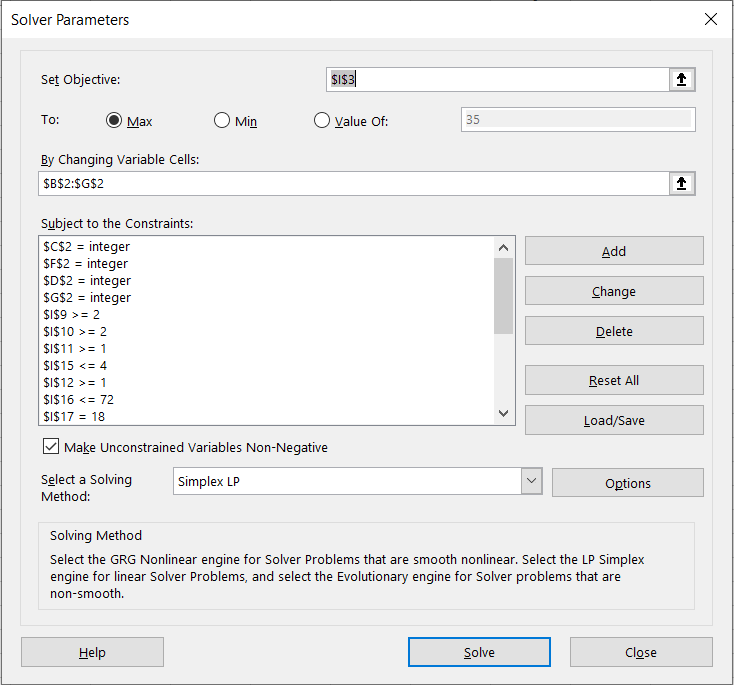 Solver Parameters
Set Objective:
$I$3
To:
Max
Min
Value Of:
35
By Changing Variable Cells:
$B$2:$G$2
Subject to the Constraints:
$C$2 = integer
$F$2 = integer
$D$2 = integer
$G$2 = integer
$I$9 >= 2
$I$10 >= 2
$I$11 >= 1
$I$15 <= 4
$I$12 >= 1
$I$16 <= 72
$I$17 = 18
Add
Change
Delete
Reset All
Load/Save
Make Unconstrained Variables Non-Negative
Select a Solving
Method:
Simplex LP
Options
Solving Method
Select the GRG Nonlinear engine for Solver Problems that are smooth nonlinear. Select the LP Simplex
engine for linear Solver Problems, and select the Evolutionary engine for Solver problems that are
non-smooth.
Help
Solve
Close